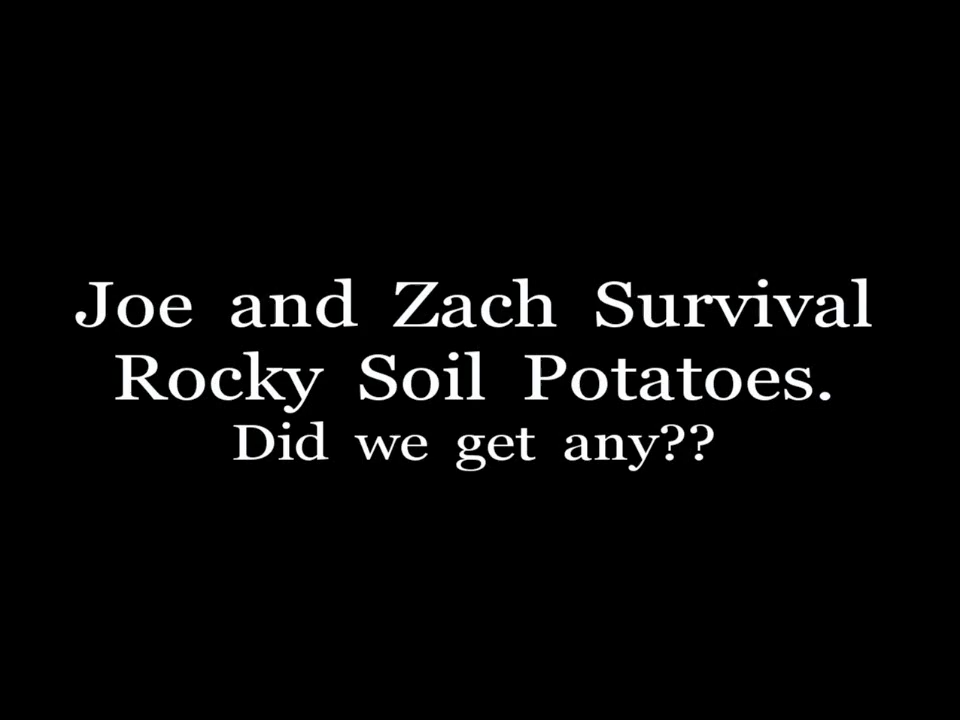 Joe and Zach Survival
Rocky Soil Potatoes.
Did we get any??